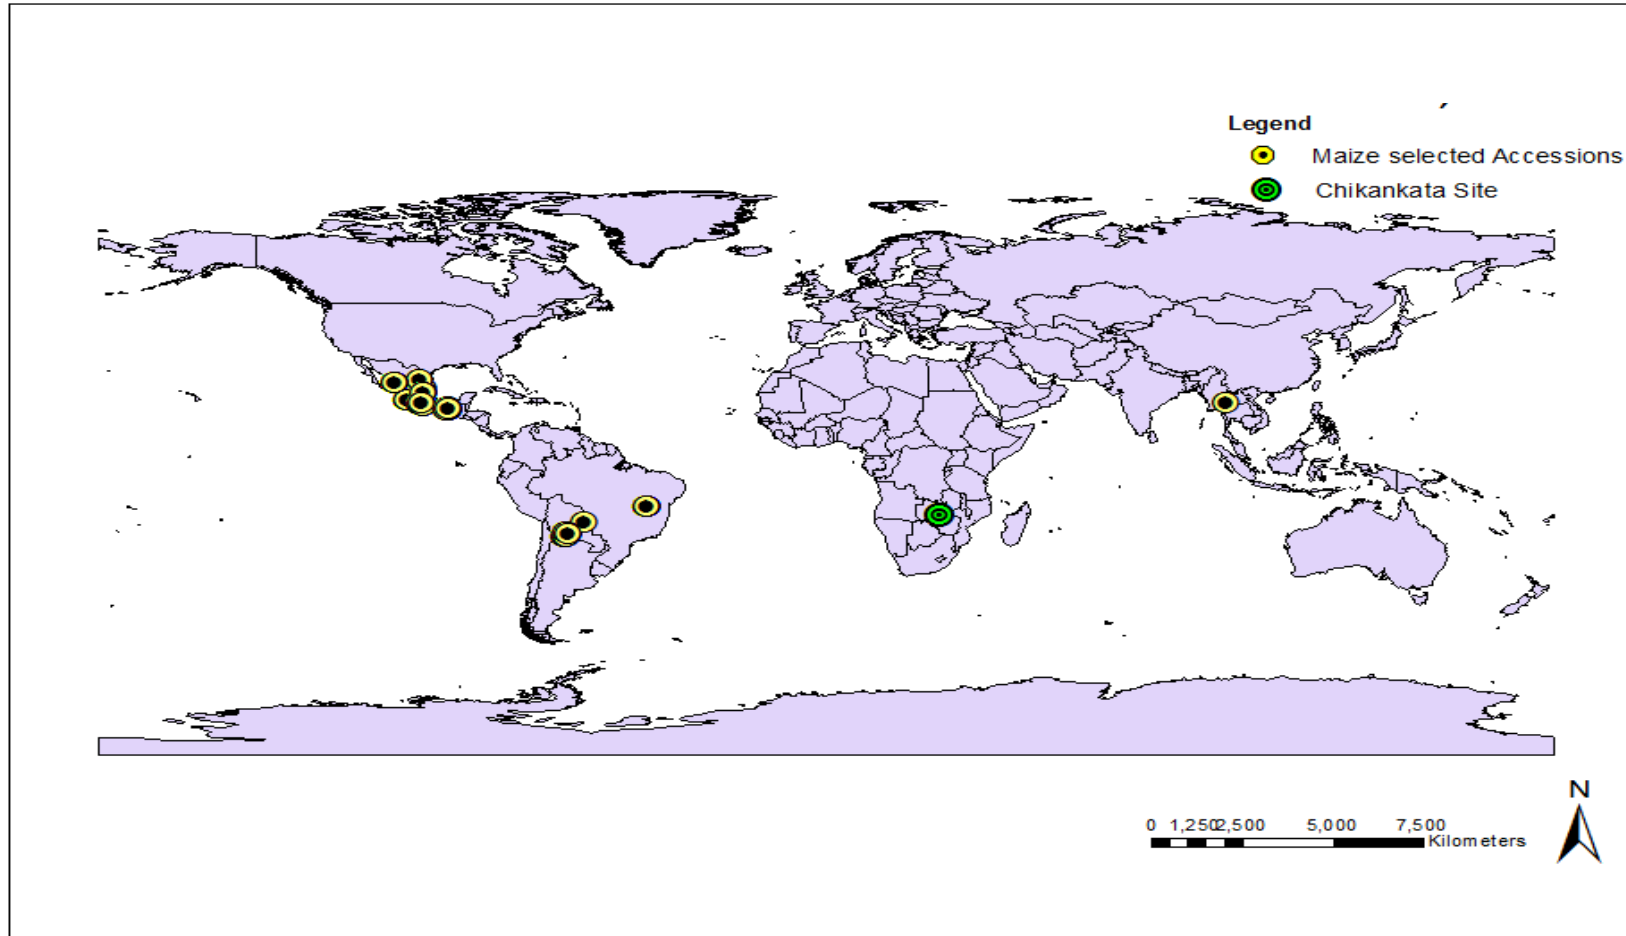 Legend
Maize selected Accessions
Chikankata Site
N
0 1,250 2,500 5,000 7,500
Kilometers